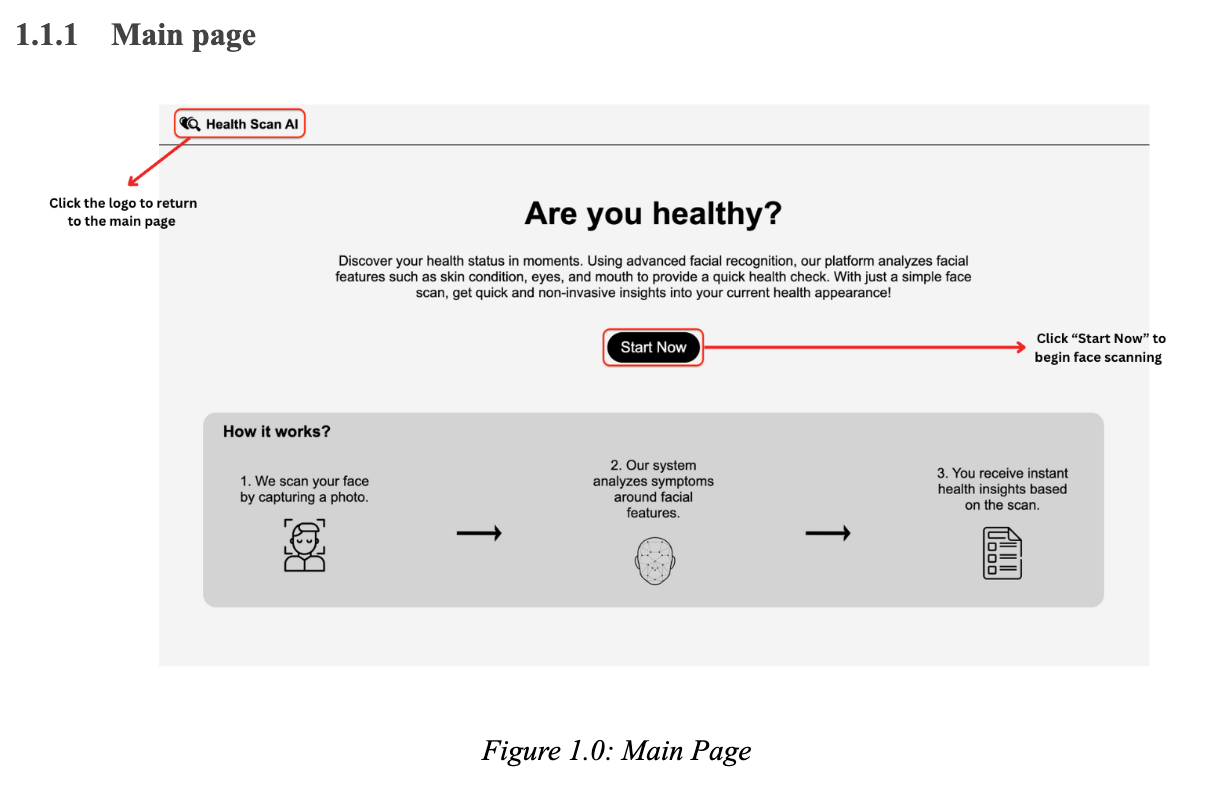 1.1.1 Main page
Health Scan AI
Click the logo to return
to the main page
Are you healthy?
Discover your health status in moments. Using advanced facial recognition, our platform analyzes facial
features such as skin condition, eyes, and mouth to provide a quick health check. With just a simple face
scan, get quick and non-invasive insights into your current health appearance!
Start Now
Click “Start Now” to
begin face scanning
How it works?
1. We scan your face
by capturing a photo.
2. Our system
analyzes symptoms
around facial
features.
3. You receive instant
health insights based
on the scan.
Figure 1.0: Main Page